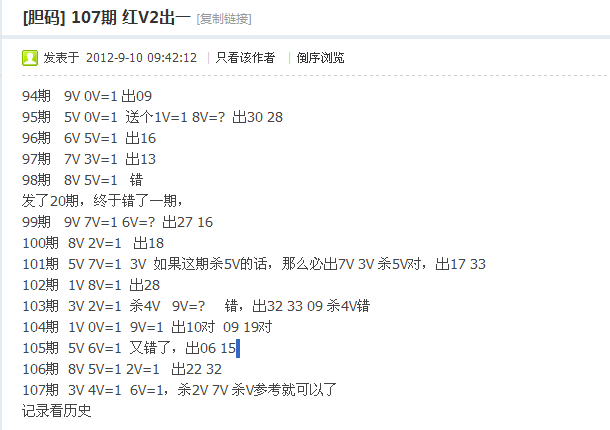 [胆码] 107期 红V2出一 [复制链接]
发表于 2012-9-10 09:42:12 | 只看该作者 | 倒序浏览
94期 9V 0V=1 出09
95期 5V 0V=1 送个1V=1 8V=? 出30 28
96期 6V 5V=1 出16
97期 7V 3V=1 出13
98期 8V 5V=1 错
发了20期，终于错了一期，
99期 9V 7V=1 6V=? 出27 16
100期 8V 2V=1 出18
101期 5V 7V=1 3V 如果这期杀5V的话，那么必出7V 3V 杀5V对，出17 33
102期 1V 8V=1 出28
103期 3V 2V=1 杀4V 9V=? 错，出32 33 09 杀4V错
104期 1V 0V=1 9V=1 出10对 09 19对
105期 5V 6V=1 又错了，出06 15
106期 8V 5V=1 2V=1 出22 32
107期 3V 4V=1 6V=1，杀2V 7V 杀V参考就可以了
记录看历史